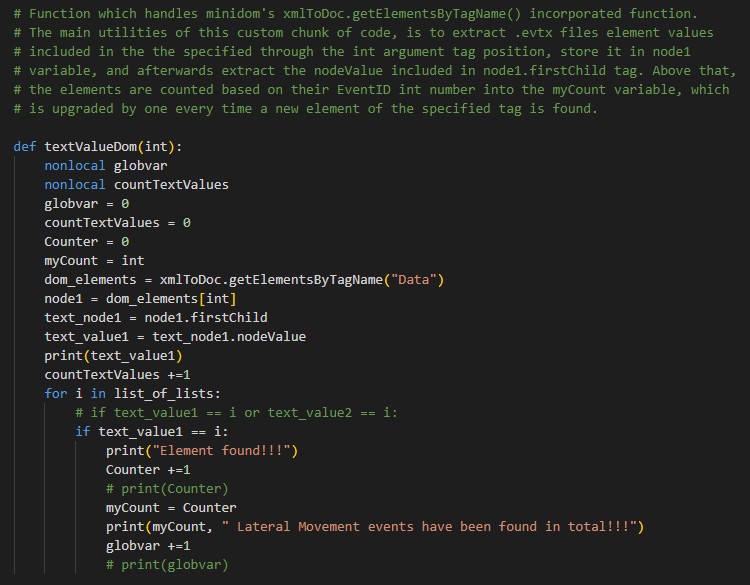 # Function which handles minidom's xmlToDoc.getElementsByTagName() incorporated function.
# The main utilities of this custom chunk of code, is to extract .evtx files element values
# included in the the specified through the int argument tag position, store it in node1
# variable, and afterwards extract the nodeValue included in node1.firstChild tag. Above that,
# the elements are counted based on their EventID int number into the myCount variable, which
# is upgraded by one every time a new element of the specified tag is found.

def textValueDom(int):
    nonlocal globvar
    nonlocal countTextValues
    globvar = 0
    countTextValues = 0
    Counter = 0
    myCount = int
    dom_elements = xmlToDoc.getElementsByTagName("Data")
    node1 = dom_elements[int]
    text_node1 = node1.firstChild
    text_value1 = text_node1.nodeValue
    print(text_value1)
    countTextValues +=1
    for i in list_of_lists:
        # if text_value1 == i or text_value2 == i:
        if text_value1 == i:
            print("Element found!!!")
            Counter +=1
            # print(Counter)
            myCount = Counter
            print(myCount, " Lateral Movement events have been found in total!!!")
            globvar +=1
            # print(globvar)